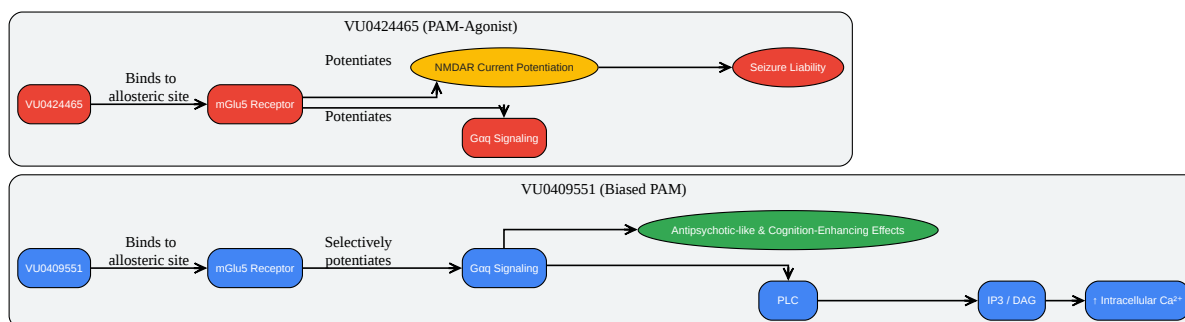 VU0424465 (PAM-Agonist)
Potentiates
NMDAR Current Potentiation
Seizure Liability
Binds to
allosteric site
VU0424465
mGlu5 Receptor
Potentiates
Gαq Signaling
VU0409551 (Biased PAM)
Antipsychotic-like & Cognition-Enhancing Effects
Binds to
allosteric site
Selectively
potentiates
VU0409551
mGlu5 Receptor
Gαq Signaling
PLC
IP3 / DAG
↑ Intracellular Ca²⁺